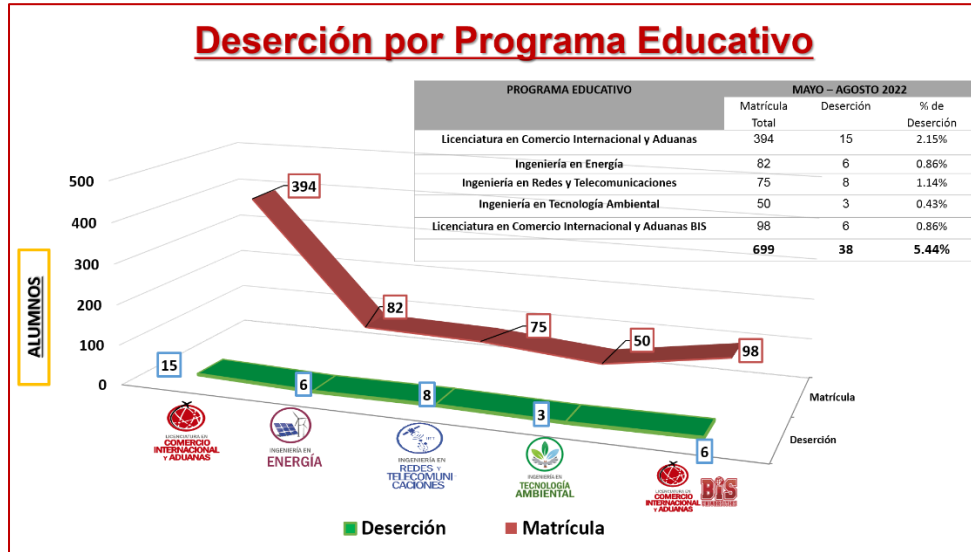 Deserción por Programa Educativo
PROGRAMA EDUCATIVO MAYO – AGOSTO 2022
Matrícula Total Deserción % de Deserción
Licenciatura en Comercio Internacional y Aduanas 394 15 2.15%
Ingeniería en Energía 82 6 0.86%
Ingeniería en Redes y Telecomunicaciones 75 8 1.14%
Ingeniería en Tecnología Ambiental 50 3 0.43%
Licenciatura en Comercio Internacional y Aduanas BIS 98 6 0.86%
699 38 5.44%
ALUMNOS
500
400
300
200
100
0
394
82
75
50
98
15
6
8
3
6
Matrícula
Deserción
LICENCIATURA EN
COMERCIO
INTERNACIONAL
Y ADUANAS
INGENIERÍA EN
ENERGÍA
INGENIERÍA EN
REDES Y
TELECOMUNI
CACIONES
INGENIERÍA EN
TECNOLOGÍA
AMBIENTAL
LICENCIATURA EN
COMERCIO
INTERNACIONAL
Y ADUANAS
BIS
Deserción Matrícula